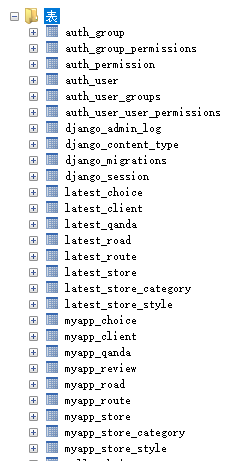 表
auth_group
auth_group_permissions
auth_permission
auth_user
auth_user_groups
auth_user_user_permissions
django_admin_log
django_content_type
django_migrations
django_session
latest_choice
latest_client
latest_qanda
latest_road
latest_route
latest_store
latest_store_category
latest_store_style
myapp_choice
myapp_client
myapp_qanda
myapp_review
myapp_road
myapp_route
myapp_store
myapp_store_category
myapp_store_style